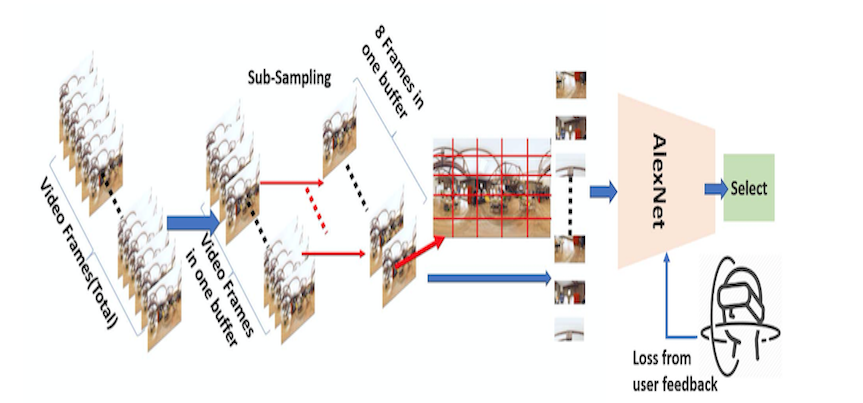 Sub-Sampling
8 Frames in
one buffer
Video Frames(Total)
Video Frames
in one buffer
AlexNet
Select
Loss from
user feedback